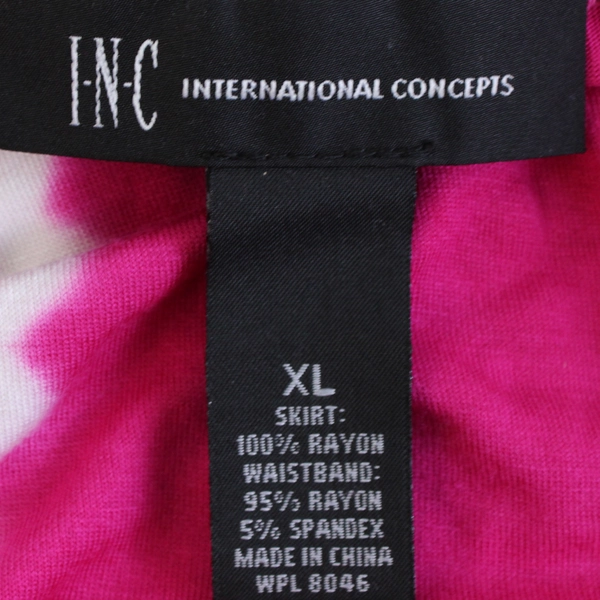 I·N·C INTERNATIONAL CONCEPTS
XL
SKIRT:
100% RAYON
WAISTBAND:
95% RAYON
5% SPANDEX
MADE IN CHINA
WPL 8046